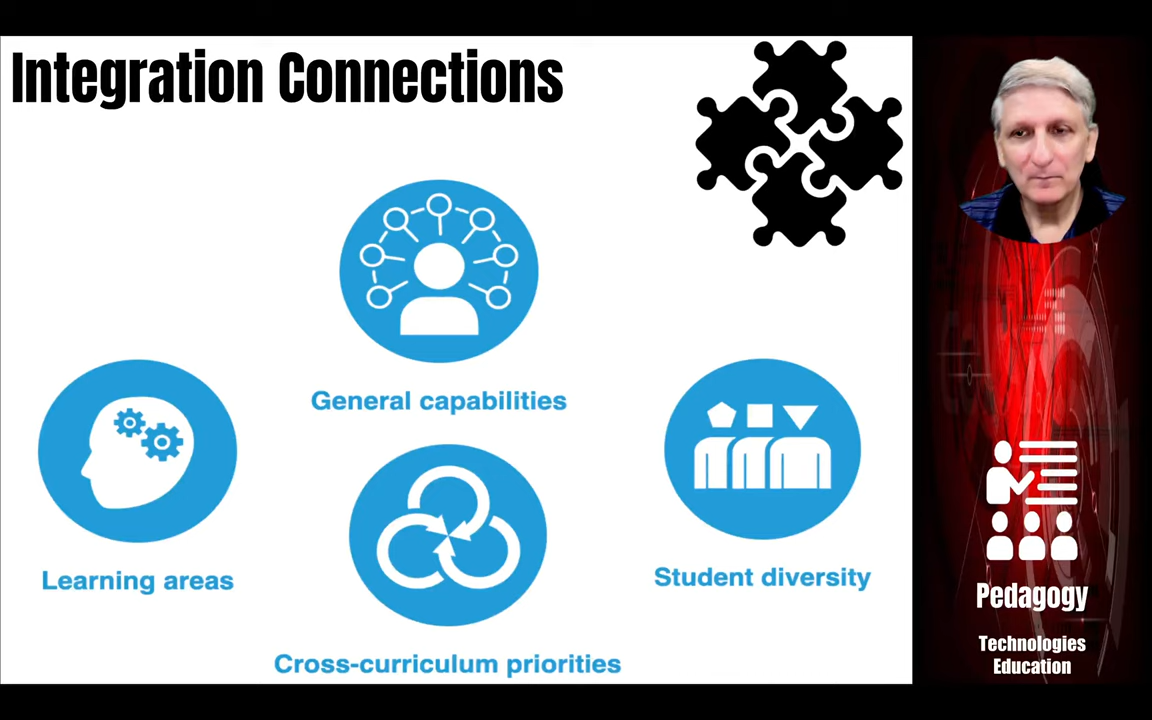 Integration Connections
General capabilities
Learning areas
Student diversity
Cross-curriculum priorities
Pedagogy
Technologies
Education